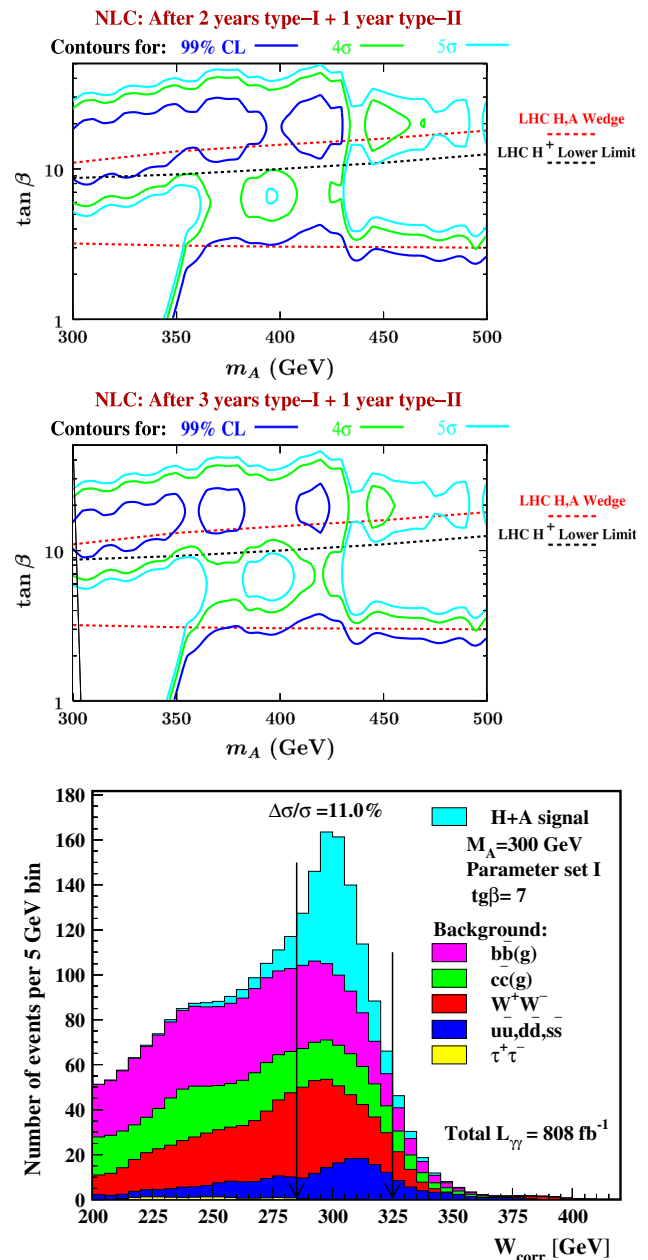 NLC: After 2 years type−I + 1 year type−II
Contours for: 99% CL 4σ 5σ
10
1
tan β
300 350 400 450 500
m_A (GeV)
LHC H,A Wedge
LHC H⁺ Lower Limit
NLC: After 3 years type−I + 1 year type−II
Contours for: 99% CL 4σ 5σ
10
1
tan β
300 350 400 450 500
m_A (GeV)
LHC H,A Wedge
LHC H⁺ Lower Limit
180
160
140
120
100
80
60
40
20
0
Number of events per 5 GeV bin
Δσ/σ =11.0%
H+A signal
M_A=300 GeV
Parameter set I
tgβ= 7
Background:
bb̄(g)
cc̄(g)
W⁺W⁻
uū,dd̄,ss̄
τ⁺τ⁻
Total L_γγ = 808 fb⁻¹
200 225 250 275 300 325 350 375 400
W_corr [GeV]